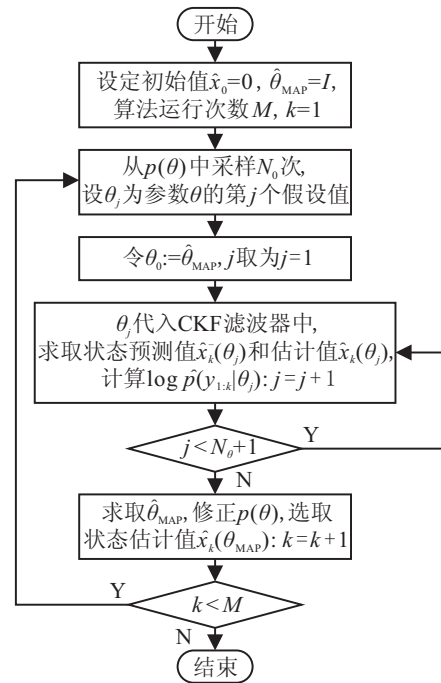 开始
设定初始值x̂₀=0, θ̂_MAP=I,
算法运行次数M, k=1
从p(θ)中采样N₀次,
设θⱼ为参数θ的第j个假设值
令θ₀:=θ̂_MAP, j取为j=1
θⱼ代入CKF滤波器中,
求取状态预测值x̂ₖ⁻(θⱼ)和估计值x̂ₖ(θⱼ),
计算log p̂(y₁:ₖ|θⱼ): j=j+1
j<N_θ+1
Y
N
求取θ̂_MAP, 修正p(θ), 选取
状态估计值x̂ₖ(θ_MAP): k=k+1
Y
k<M
N
结束